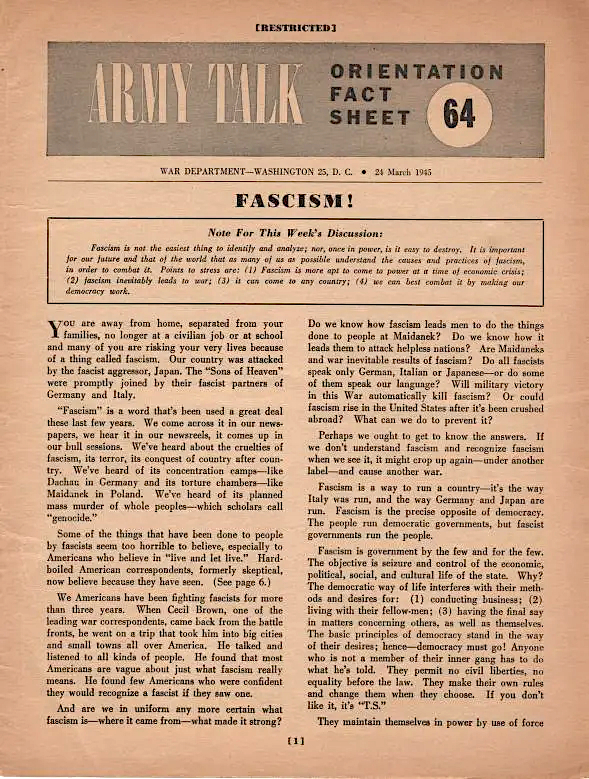 [RESTRICTED]
ARMY TALK
ORIENTATION
FACT
SHEET
64
WAR DEPARTMENT—WASHINGTON 25, D. C. • 24 March 1945
FASCISM!
Note For This Week's Discussion:
Fascism is not the easiest thing to identify and analyze; nor, once in power, is it easy to destroy. It is important
for our future and that of the world that as many of us as possible understand the causes and practices of fascism,
in order to combat it. Points to stress are: (1) Fascism is more apt to come to power at a time of economic crisis;
(2) fascism inevitably leads to war; (3) it can come to any country; (4) we can best combat it by making our
democracy work.
YOU are away from home, separated from your
families, no longer at a civilian job or at school
and many of you are risking your very lives because
of a thing called fascism. Our country was attacked
by the fascist aggressor, Japan. The "Sons of Heaven"
were promptly joined by their fascist partners of
Germany and Italy.
"Fascism" is a word that's been used a great deal
these last few years. We come across it in our news-
papers, we hear it in our newsreels, it comes up in
our bull sessions. We've heard about the cruelties of
fascism, its terror, its conquest of country after coun-
try. We've heard of its concentration camps—like
Dachau in Germany and its torture chambers—like
Maidanek in Poland. We've heard of its planned
mass murder of whole peoples—which scholars call
"genocide."
Some of the things that have been done to people
by fascists seem too horrible to believe, especially to
Americans who believe in "live and let live." Hard-
boiled American correspondents, formerly skeptical,
now believe because they have seen. (See page 6.)
We Americans have been fighting fascists for more
than three years. When Cecil Brown, one of the
leading war correspondents, came back from the battle
fronts, he went on a trip that took him into big cities
and small towns all over America. He talked and
listened to all kinds of people. He found that most
Americans are vague about just what fascism really
means. He found few Americans who were confident
they would recognize a fascist if they saw one.
And are we in uniform any more certain what
fascism is—where it came from—what made it strong?
Do we know how fascism leads men to do the things
done to people at Maidanek? Do we know how it
leads them to attack helpless nations? Are Maidaneks
and war inevitable results of fascism? Do all fascists
speak only German, Italian or Japanese—or do some
of them speak our language? Will military victory
in this War automatically kill fascism? Or could
fascism rise in the United States after it's been crushed
abroad? What can we do to prevent it?
Perhaps we ought to get to know the answers. If
we don't understand fascism and recognize fascism
when we see it, it might crop up again—under another
label—and cause another war.
Fascism is a way to run a country—it's the way
Italy was run, and the way Germany and Japan are
run. Fascism is the precise opposite of democracy.
The people run democratic governments, but fascist
governments run the people.
Fascism is government by the few and for the few.
The objective is seizure and control of the economic,
political, social, and cultural life of the state. Why?
The democratic way of life interferes with their meth-
ods and desires for: (1) conducting business; (2)
living with their fellow-men; (3) having the final say
in matters concerning others, as well as themselves.
The basic principles of democracy stand in the way
of their desires; hence—democracy must go! Anyone
who is not a member of their inner gang has to do
what he's told. They permit no civil liberties, no
equality before the law. They make their own rules
and change them when they choose. If you don't
like it, it's "T.S."
They maintain themselves in power by use of force
[1]